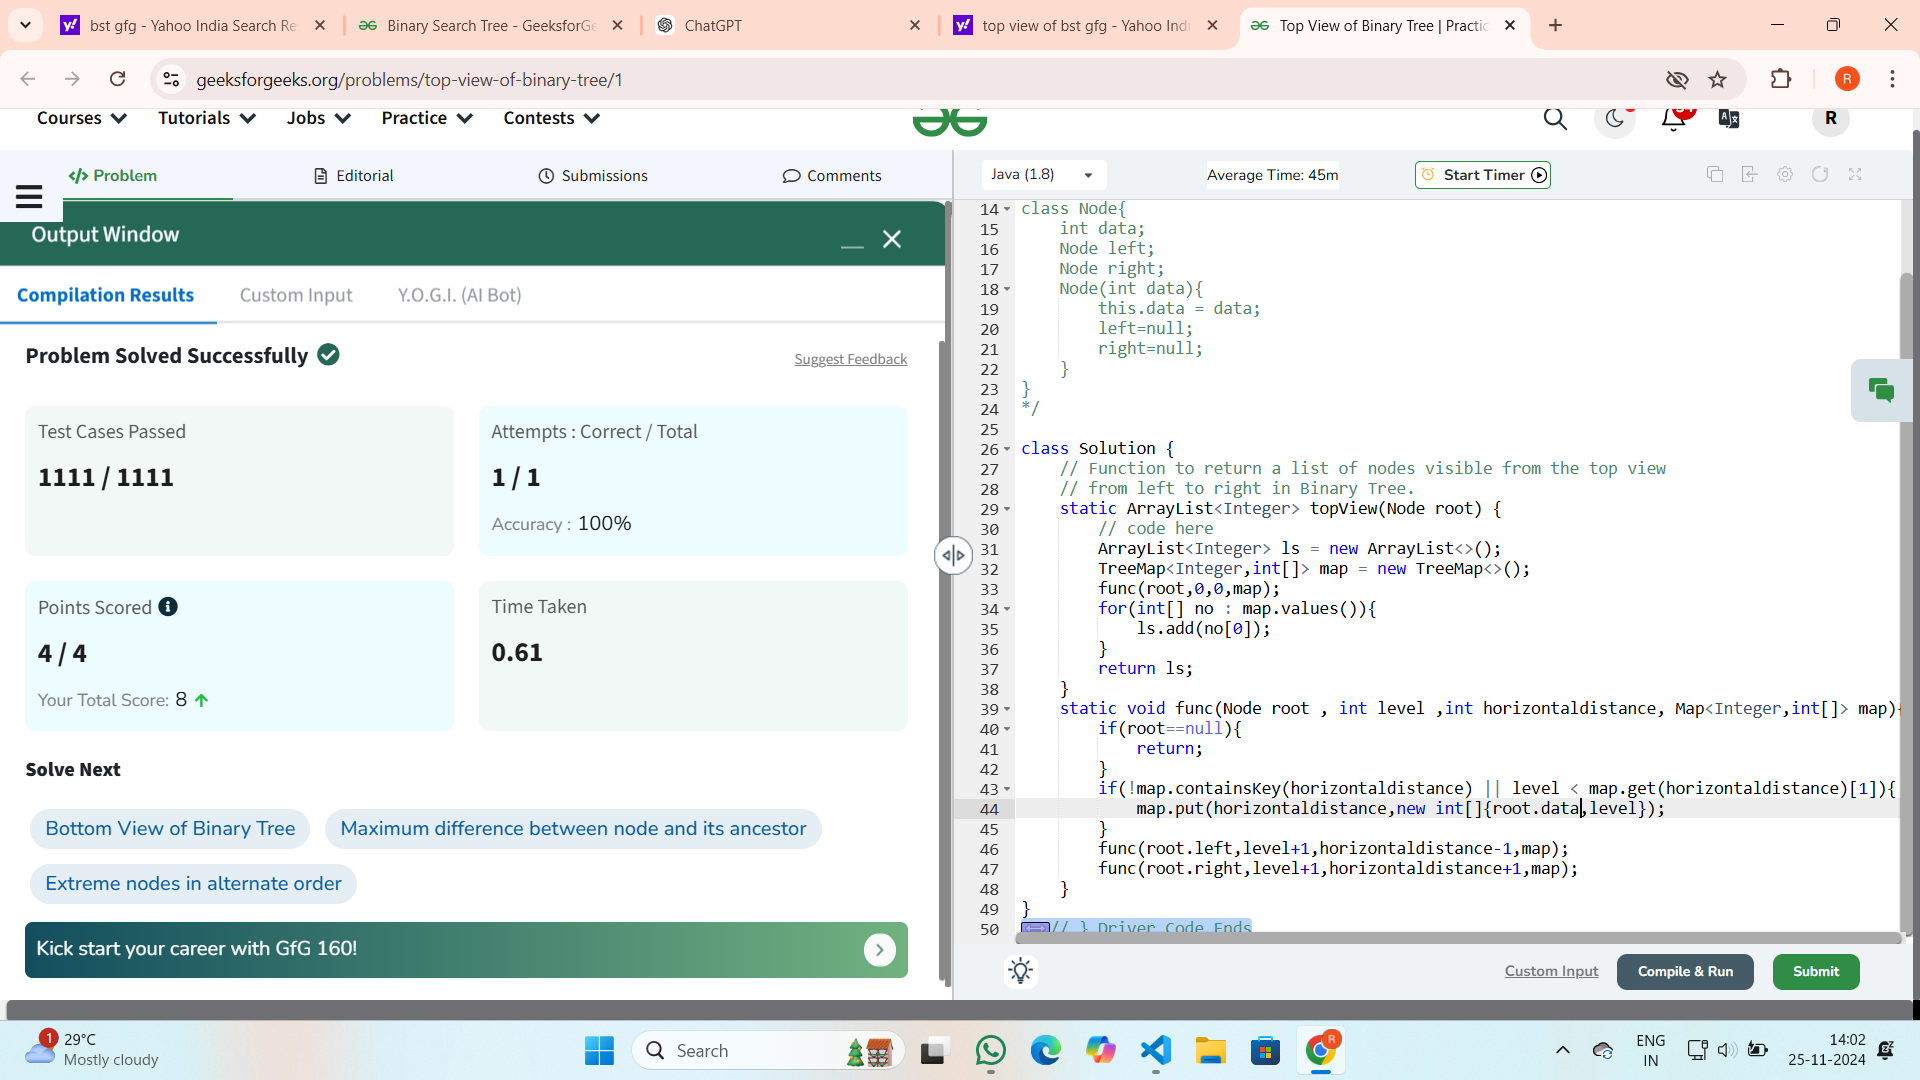 bst gfg - Yahoo India Search Re
Binary Search Tree - GeeksforGe
ChatGPT
top view of bst gfg - Yahoo Indi
Top View of Binary Tree | Practic
geeksforgeeks.org/problems/top-view-of-binary-tree/1
R
Courses
Tutorials
Jobs
Practice
Contests
R
Problem
Editorial
Submissions
Comments
Java (1.8)
Average Time: 45m
Start Timer
Output Window
Compilation Results
Custom Input
Y.O.G.I. (AI Bot)
Problem Solved Successfully
Suggest Feedback
Test Cases Passed
1111 / 1111
Attempts : Correct / Total
1 / 1
Accuracy : 100%
Points Scored
4 / 4
Your Total Score: 8
Time Taken
0.61
Solve Next
Bottom View of Binary Tree
Maximum difference between node and its ancestor
Extreme nodes in alternate order
Kick start your career with GfG 160!
14 class Node{
15 int data;
16 Node left;
17 Node right;
18 Node(int data){
19 this.data = data;
20 left=null;
21 right=null;
22 }
23 }
24 */
25
26 class Solution {
27 // Function to return a list of nodes visible from the top view
28 // from left to right in Binary Tree.
29 static ArrayList<Integer> topView(Node root) {
30 // code here
31 ArrayList<Integer> ls = new ArrayList<>();
32 TreeMap<Integer,int[]> map = new TreeMap<>();
33 func(root,0,0,map);
34 for(int[] no : map.values()){
35 ls.add(no[0]);
36 }
37 return ls;
38 }
39 static void func(Node root , int level ,int horizontaldistance, Map<Integer,int[]> map){
40 if(root==null){
41 return;
42 }
43 if(!map.containsKey(horizontaldistance) || level < map.get(horizontaldistance)[1]){
44 map.put(horizontaldistance,new int[]{root.data,level});
45 }
46 func(root.left,level+1,horizontaldistance-1,map);
47 func(root.right,level+1,horizontaldistance+1,map);
48 }
49 }
50 // } Driver Code Ends
Custom Input
Compile & Run
Submit
1
29°C
Mostly cloudy
Search
R
ENG
IN
14:02
25-11-2024